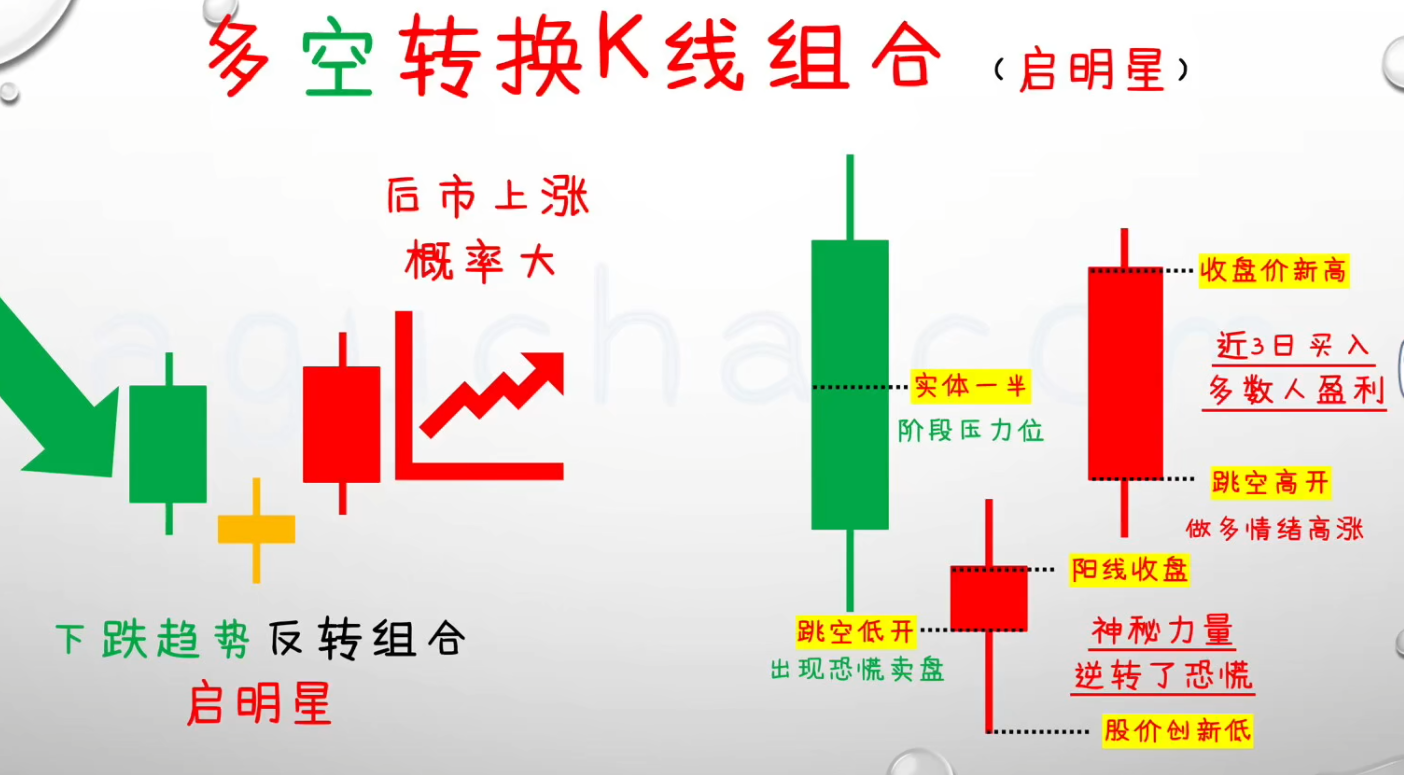 多空转换K线组合（启明星）
后市上涨
概率大
下跌趋势反转组合
启明星
收盘价新高
近3日买入
多数人盈利
实体一半
阶段压力位
跳空高开
做多情绪高涨
阳线收盘
跳空低开
出现恐慌卖盘
神秘力量
逆转了恐慌
股价创新低